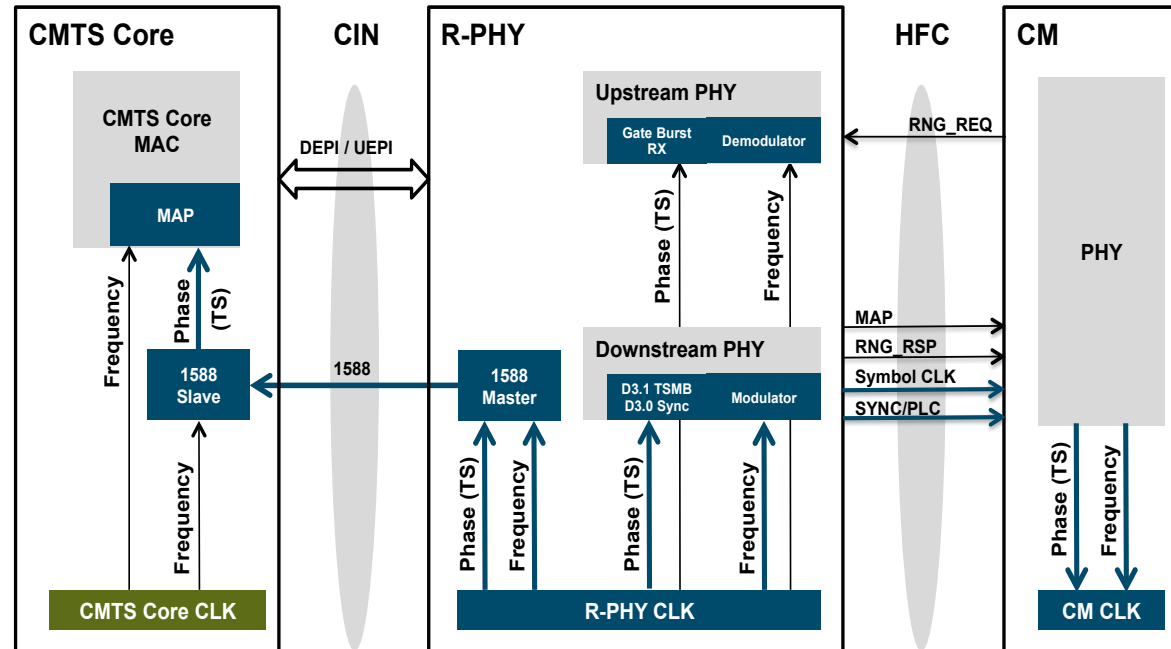 CMTS Core
CIN
R-PHY
HFC
CM
CMTS Core
MAC
MAP
DEPI / UEPI
Upstream PHY
Gate Burst
RX
Demodulator
RNG_REQ
PHY
Frequency
Phase
(TS)
Phase (TS)
Frequency
MAP
RNG_RSP
Symbol CLK
SYNC/PLC
1588
Slave
1588
1588
Master
Downstream PHY
D3.1 TSMB
D3.0 Sync
Modulator
Frequency
Phase (TS)
Frequency
Phase (TS)
Frequency
Phase (TS)
Frequency
CMTS Core CLK
R-PHY CLK
CM CLK